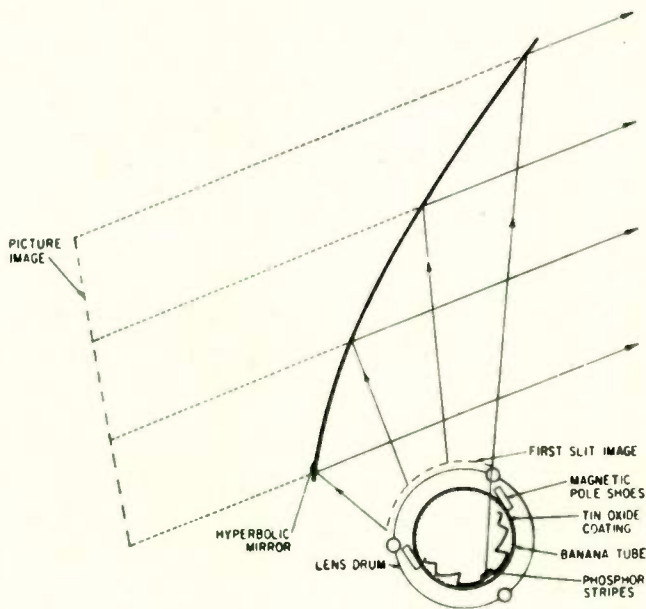 PICTURE
IMAGE
FIRST SLIT IMAGE
MAGNETIC
POLE SHOES
TIN OXIDE
COATING
HYPERBOLIC
MIRROR
LENS DRUM
BANANA TUBE
PHOSPHOR
STRIPES